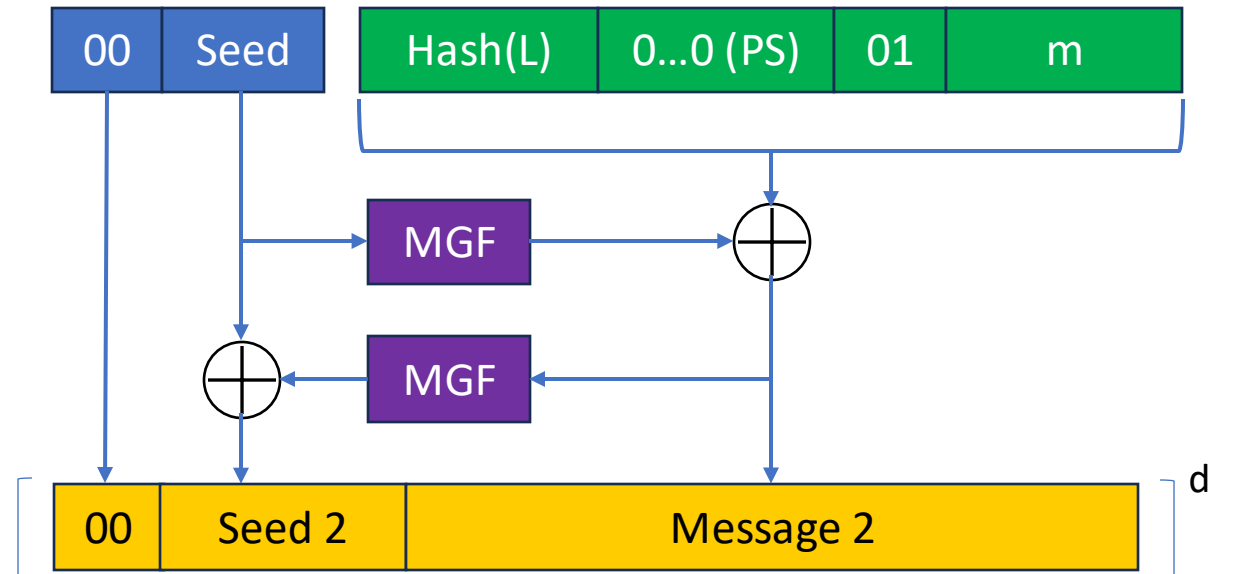 00 Seed Hash(L) 0...0 (PS) 01 m
MGF
MGF
d
00 Seed 2 Message 2